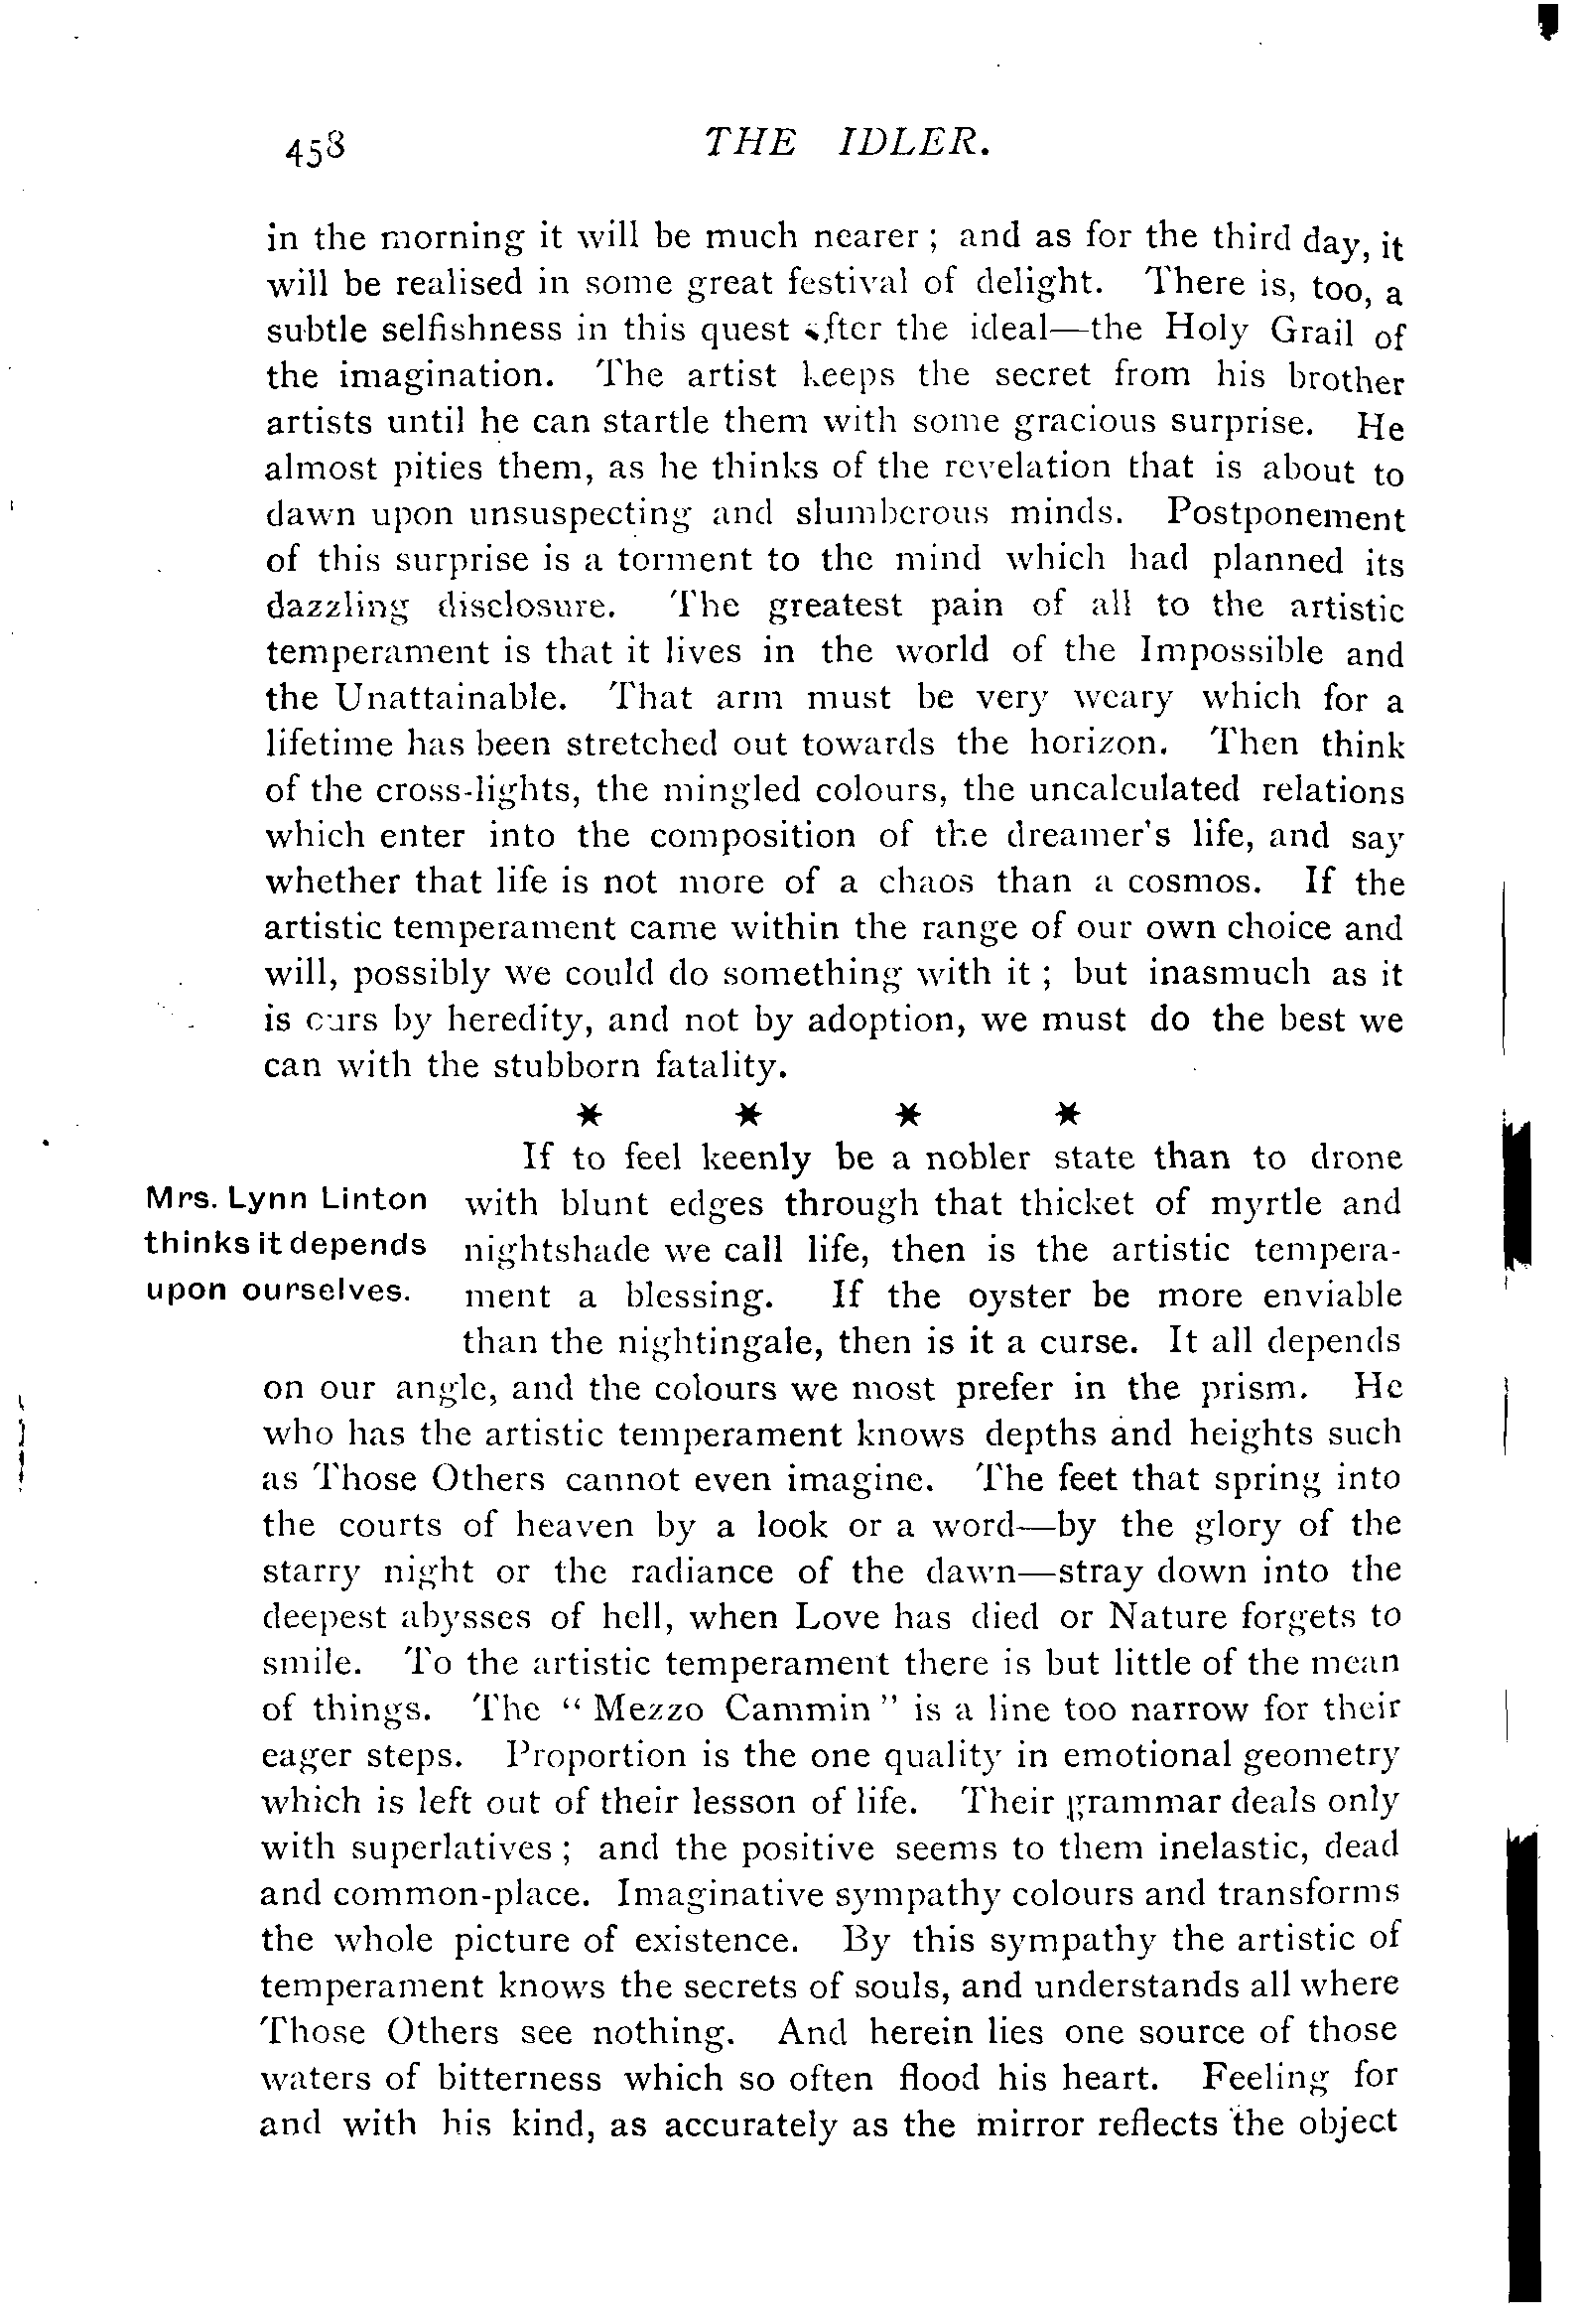 458 THE IDLER.
in the morning it will be much nearer ; and as for the third day, it
will be realised in some great festival of delight. There is, too, a
subtle selfishness in this quest after the ideal—the Holy Grail of
the imagination. The artist keeps the secret from his brother
artists until he can startle them with some gracious surprise. He
almost pities them, as he thinks of the revelation that is about to
dawn upon unsuspecting and slumberous minds. Postponement
of this surprise is a torment to the mind which had planned its
dazzling disclosure. The greatest pain of all to the artistic
temperament is that it lives in the world of the Impossible and
the Unattainable. That arm must be very weary which for a
lifetime has been stretched out towards the horizon. Then think
of the cross-lights, the mingled colours, the uncalculated relations
which enter into the composition of the dreamer's life, and say
whether that life is not more of a chaos than a cosmos. If the
artistic temperament came within the range of our own choice and
will, possibly we could do something with it ; but inasmuch as it
is ours by heredity, and not by adoption, we must do the best we
can with the stubborn fatality.
* * * *
Mrs. Lynn Linton
thinks it depends
upon ourselves.
If to feel keenly be a nobler state than to drone
with blunt edges through that thicket of myrtle and
nightshade we call life, then is the artistic tempera-
ment a blessing. If the oyster be more enviable
than the nightingale, then is it a curse. It all depends
on our angle, and the colours we most prefer in the prism. He
who has the artistic temperament knows depths and heights such
as Those Others cannot even imagine. The feet that spring into
the courts of heaven by a look or a word—by the glory of the
starry night or the radiance of the dawn—stray down into the
deepest abysses of hell, when Love has died or Nature forgets to
smile. To the artistic temperament there is but little of the mean
of things. The “ Mezzo Cammin ” is a line too narrow for their
eager steps. Proportion is the one quality in emotional geometry
which is left out of their lesson of life. Their grammar deals only
with superlatives ; and the positive seems to them inelastic, dead
and common-place. Imaginative sympathy colours and transforms
the whole picture of existence. By this sympathy the artistic of
temperament knows the secrets of souls, and understands all where
Those Others see nothing. And herein lies one source of those
waters of bitterness which so often flood his heart. Feeling for
and with his kind, as accurately as the mirror reflects the object